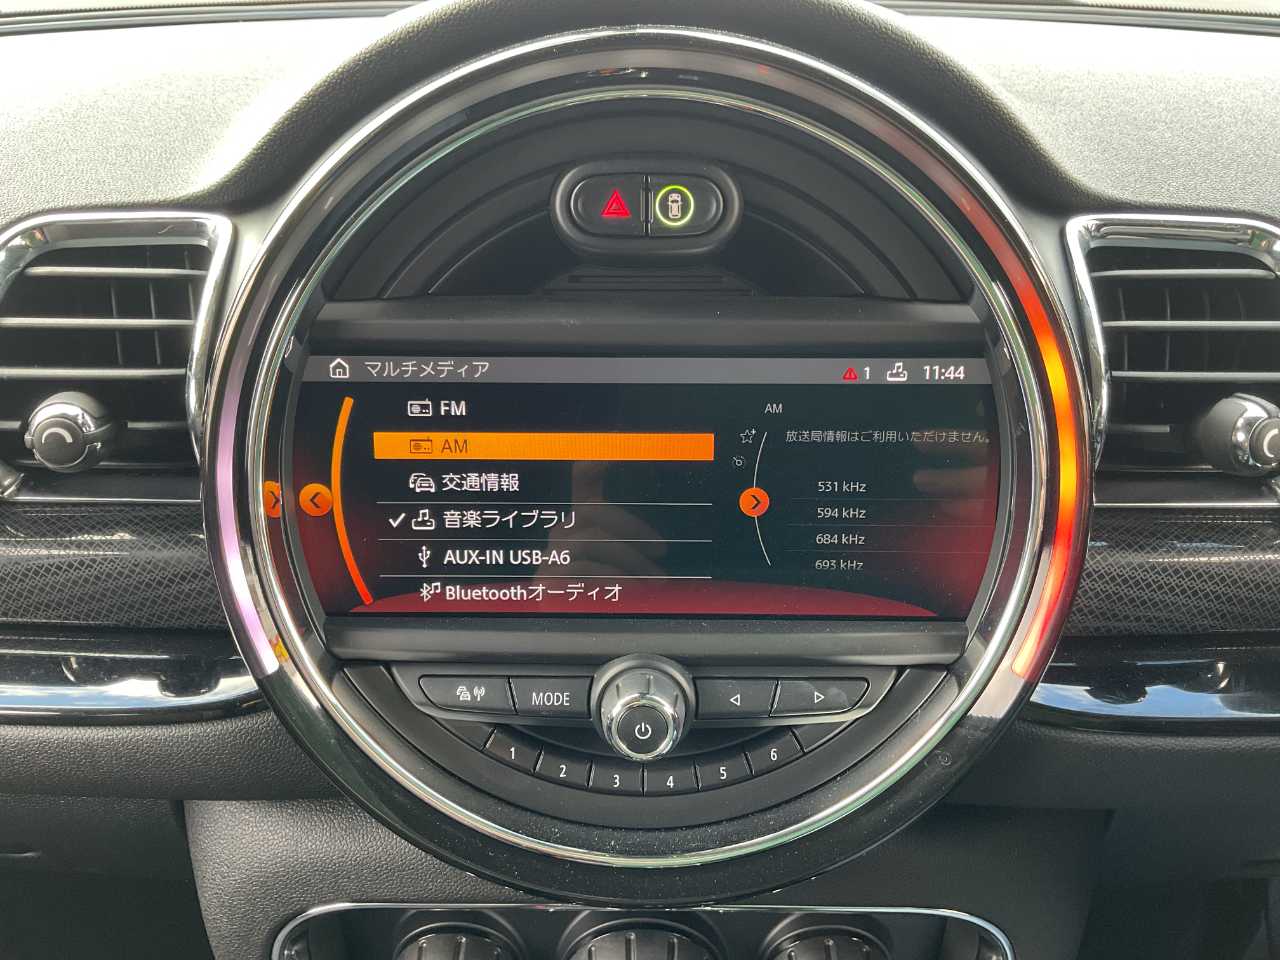 マルチメディア
1
11:44
FM
AM
交通情報
音楽ライブラリ
AUX-IN USB-A6
Bluetoothオーディオ
AM
放送局情報はご利用いただけません。
531 kHz
594 kHz
684 kHz
693 kHz
MODE
1
2
3
4
5
6